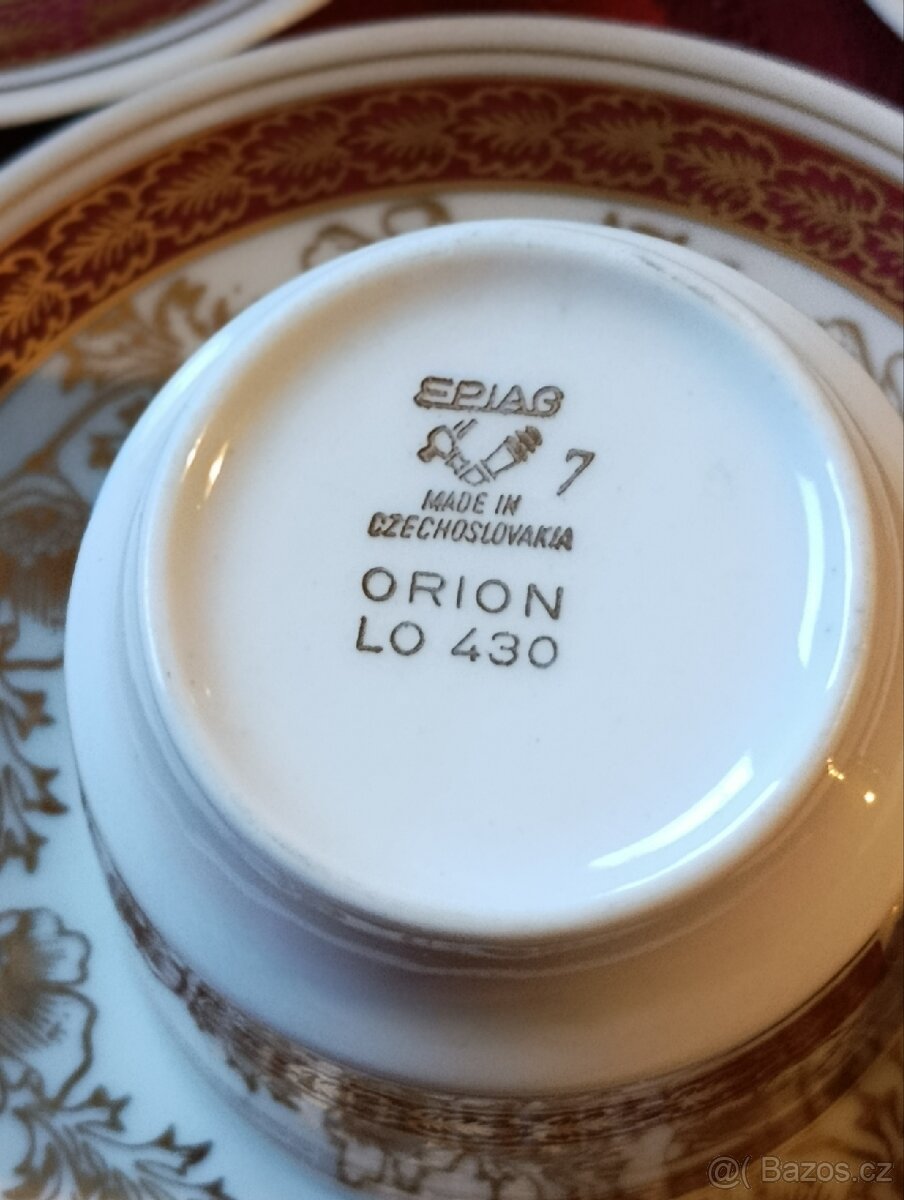 EPIAG
7
MADE IN
CZECHOSLOVAKIA
ORION
LO 430
@( Bazos.cz